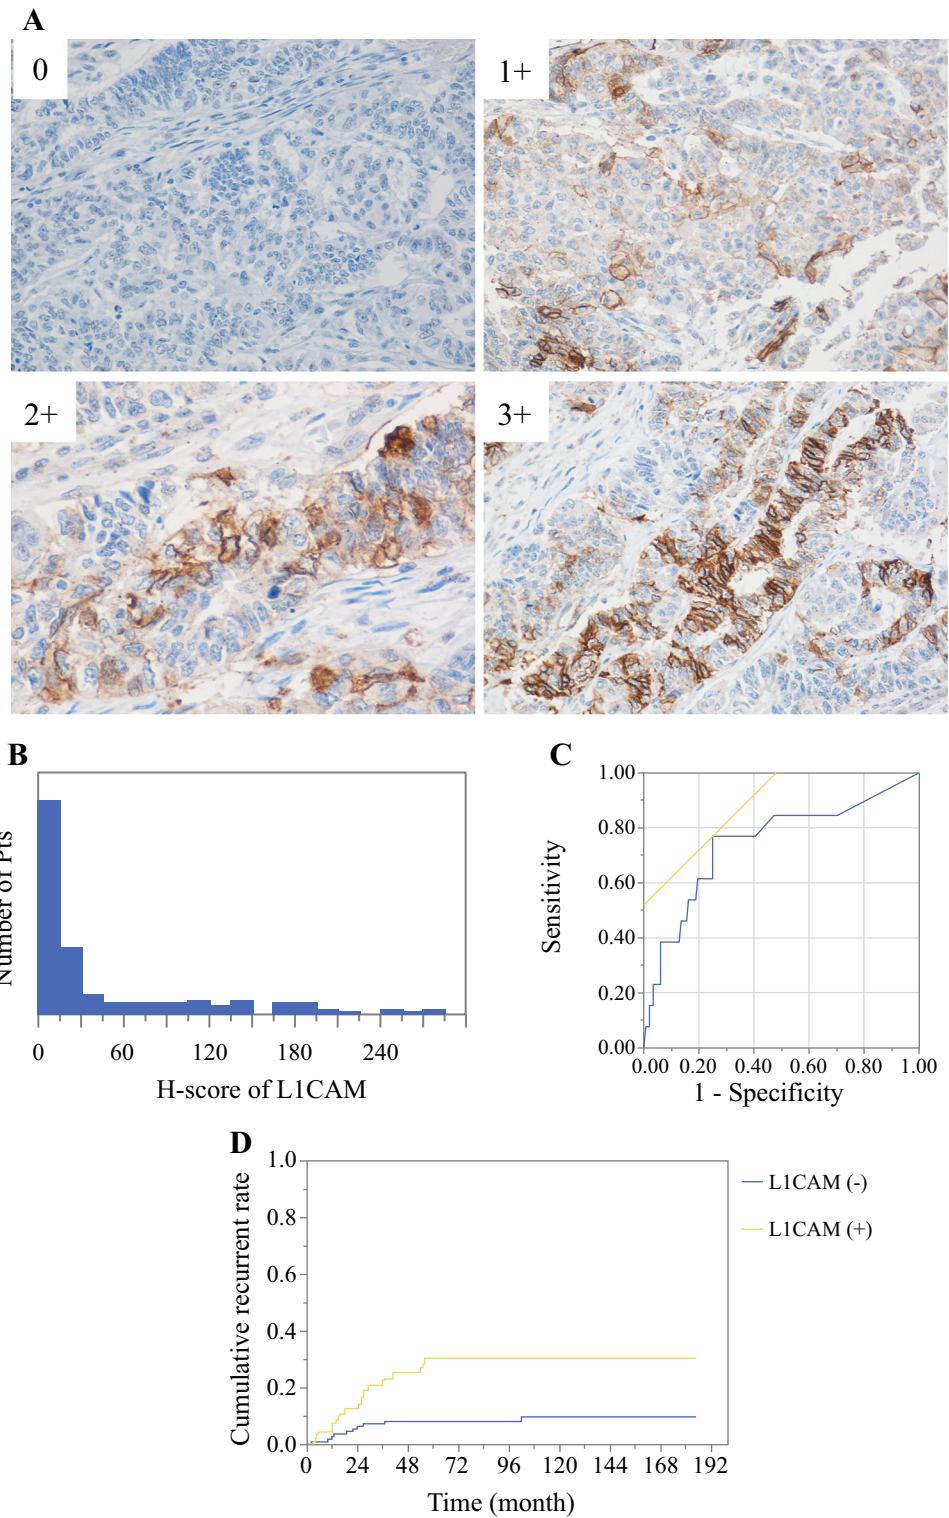 A
0
1+
2+
3+
B
Number of Pts
0 60 120 180 240
H-score of L1CAM
C
Sensitivity
1.00
0.80
0.60
0.40
0.20
0.00
0.00 0.20 0.40 0.60 0.80 1.00
1 - Specificity
D
Cumulative recurrent rate
1.0
0.8
0.6
0.4
0.2
0.0
0 24 48 72 96 120 144 168 192
Time (month)
L1CAM (-)
L1CAM (+)